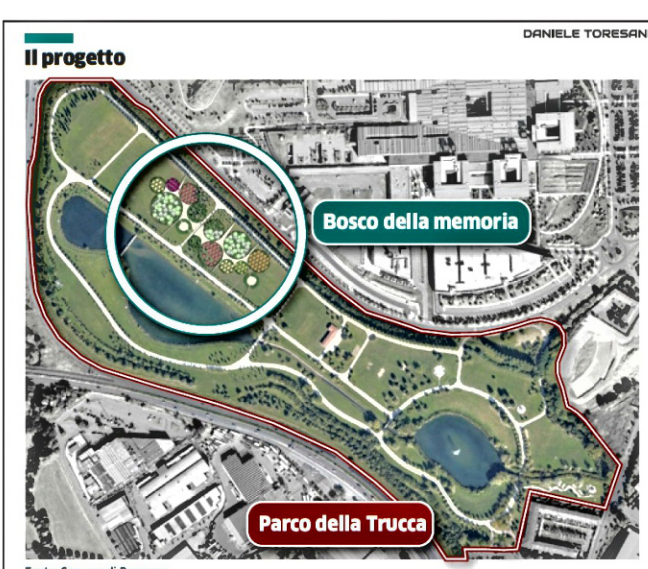 DANIELE TORESAN
Il progetto
Bosco della memoria
Parco della Trucca